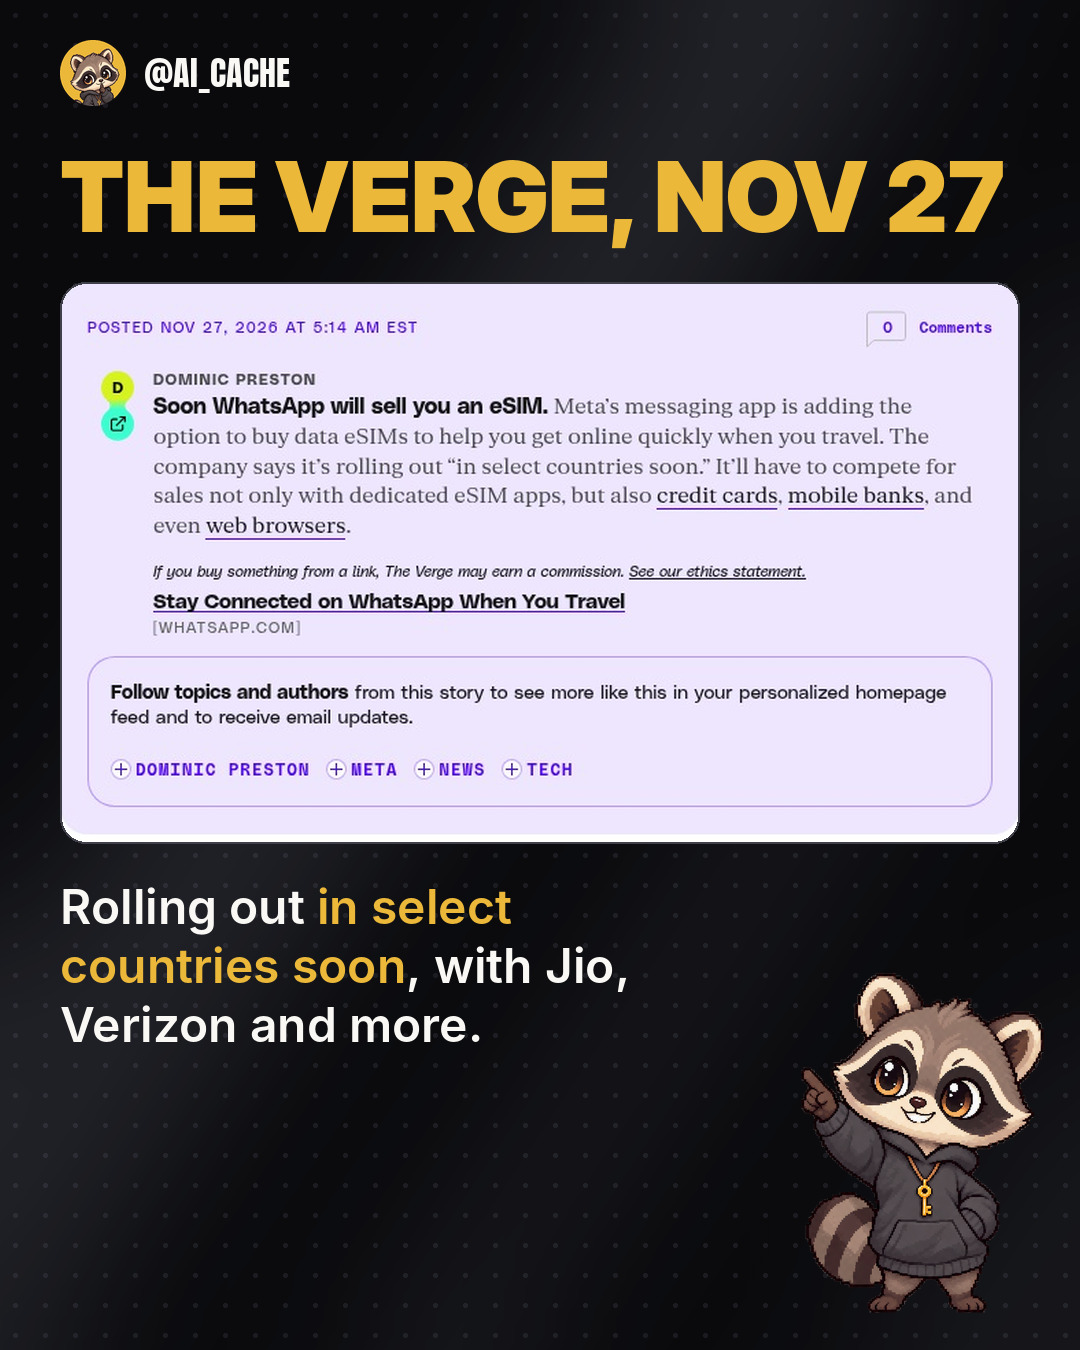 @AI_CACHE
THE VERGE, NOV 27
POSTED NOV 27, 2026 AT 5:14 AM EST
0 Comments
D
DOMINIC PRESTON
Soon WhatsApp will sell you an eSIM. Meta’s messaging app is adding the
option to buy data eSIMs to help you get online quickly when you travel. The
company says it’s rolling out “in select countries soon.” It’ll have to compete for
sales not only with dedicated eSIM apps, but also credit cards, mobile banks, and
even web browsers.
If you buy something from a link, The Verge may earn a commission. See our ethics statement.
Stay Connected on WhatsApp When You Travel
[WHATSAPP.COM]
Follow topics and authors from this story to see more like this in your personalized homepage
feed and to receive email updates.
DOMINIC PRESTON META NEWS TECH
Rolling out in select
countries soon, with Jio,
Verizon and more.